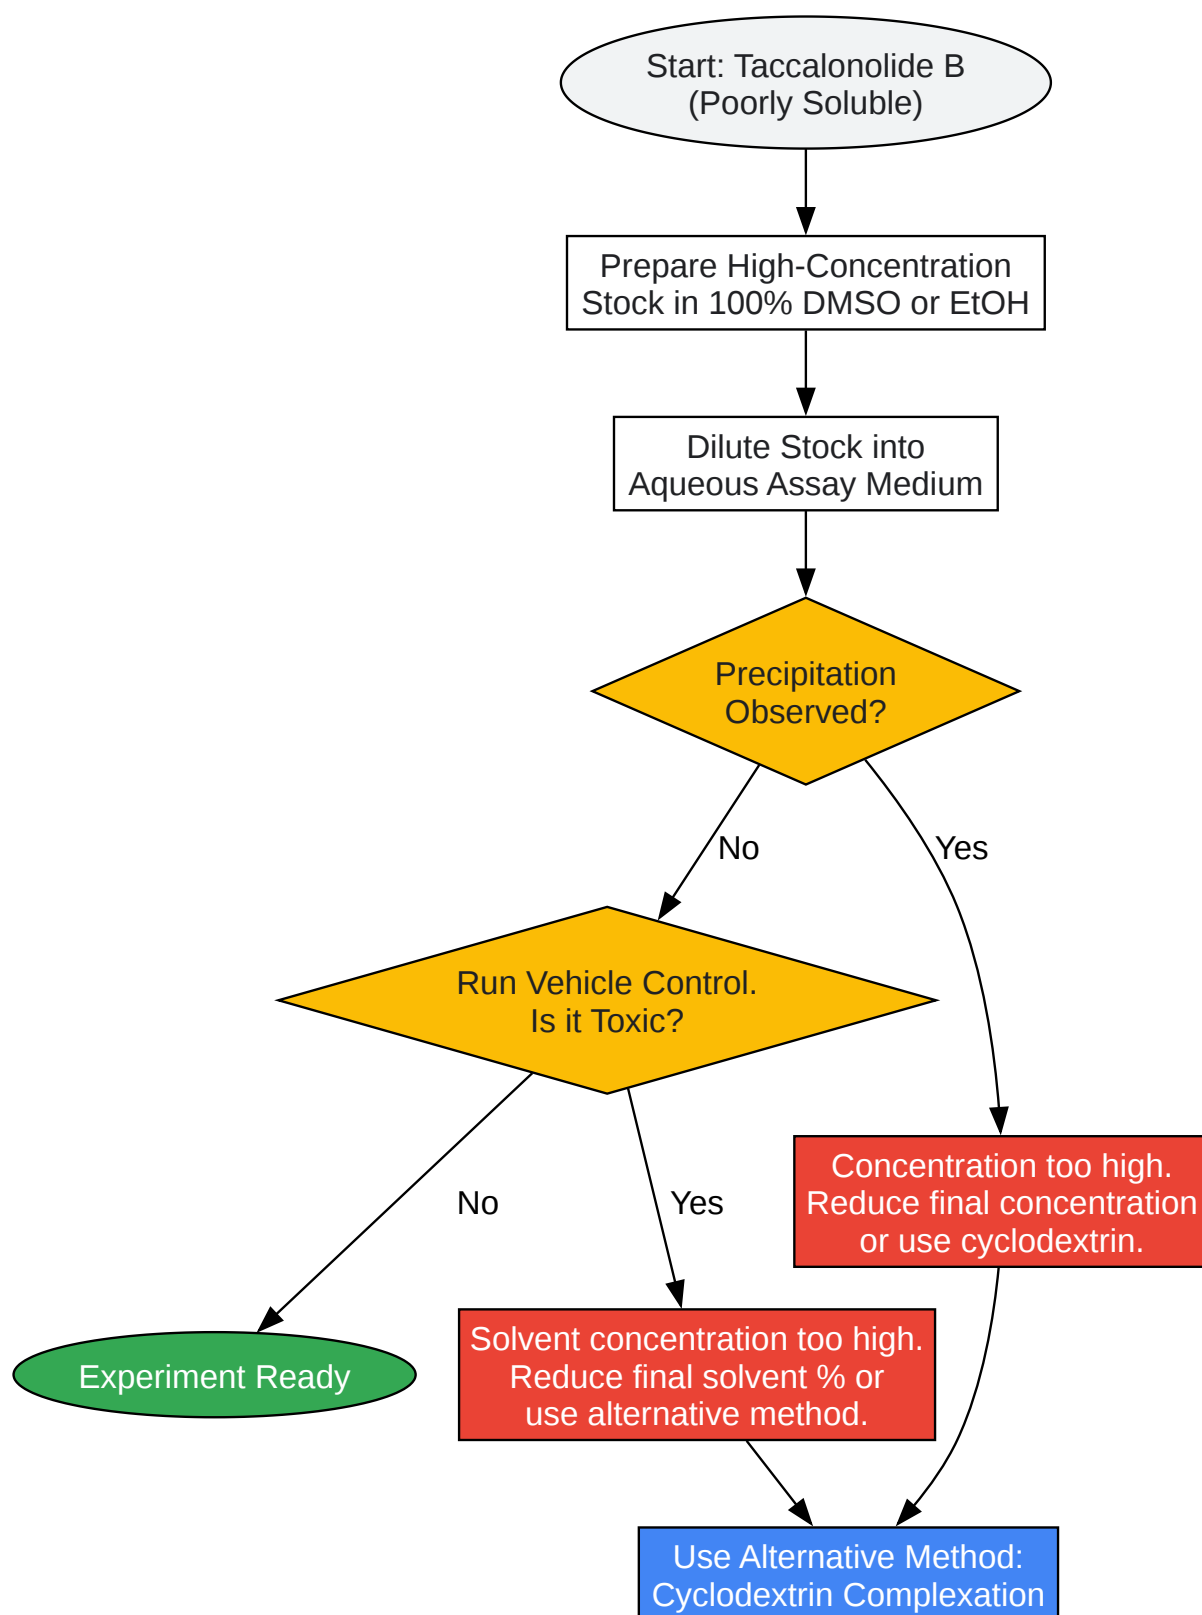 Start: Taccalonolide B
(Poorly Soluble)
Prepare High-Concentration
Stock in 100% DMSO or EtOH
Dilute Stock into
Aqueous Assay Medium
Precipitation
Observed?
No
Yes
Run Vehicle Control.
Is it Toxic?
Concentration too high.
Reduce final concentration
or use cyclodextrin.
No
Yes
Solvent concentration too high.
Reduce final solvent % or
use alternative method.
Experiment Ready
Use Alternative Method:
Cyclodextrin Complexation